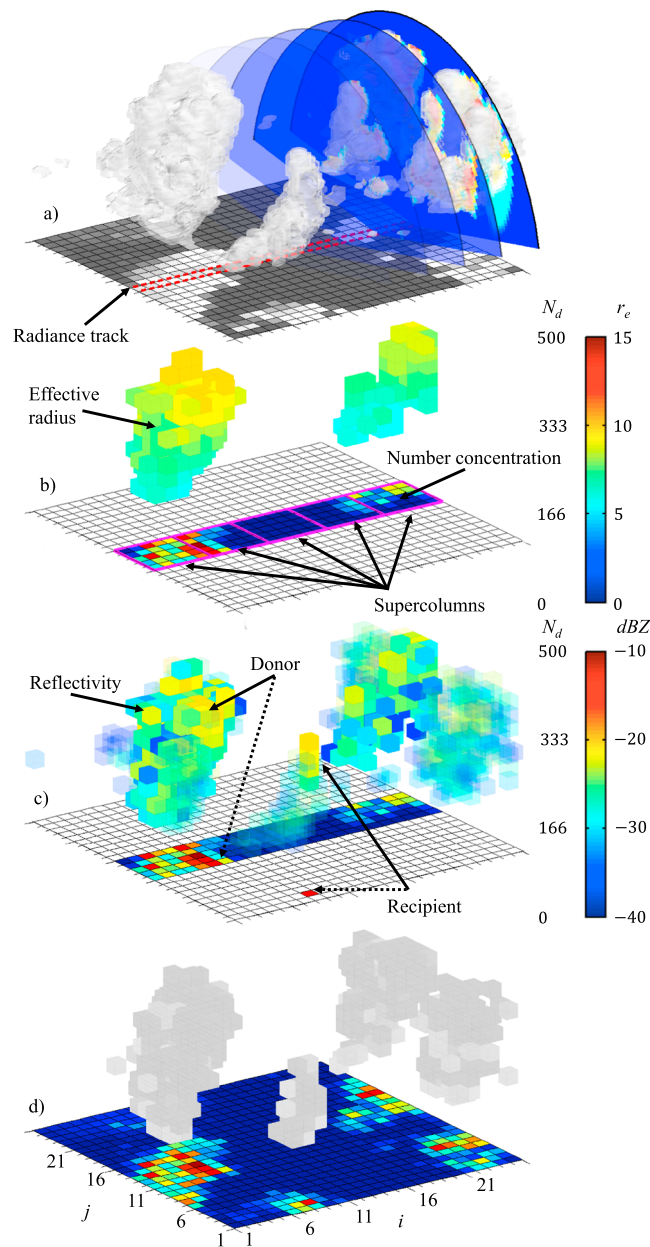 a)
Radiance track
N_d r_e
500 15
Effective
radius
333 10
Number concentration
b)
166 5
Supercolumns
0 0
N_d dBZ
500 −10
Donor
Reflectivity
333 −20
c)
166 −30
Recipient
0 −40
d)
21
16
11
6
1
j
1
6
11
16
21
i